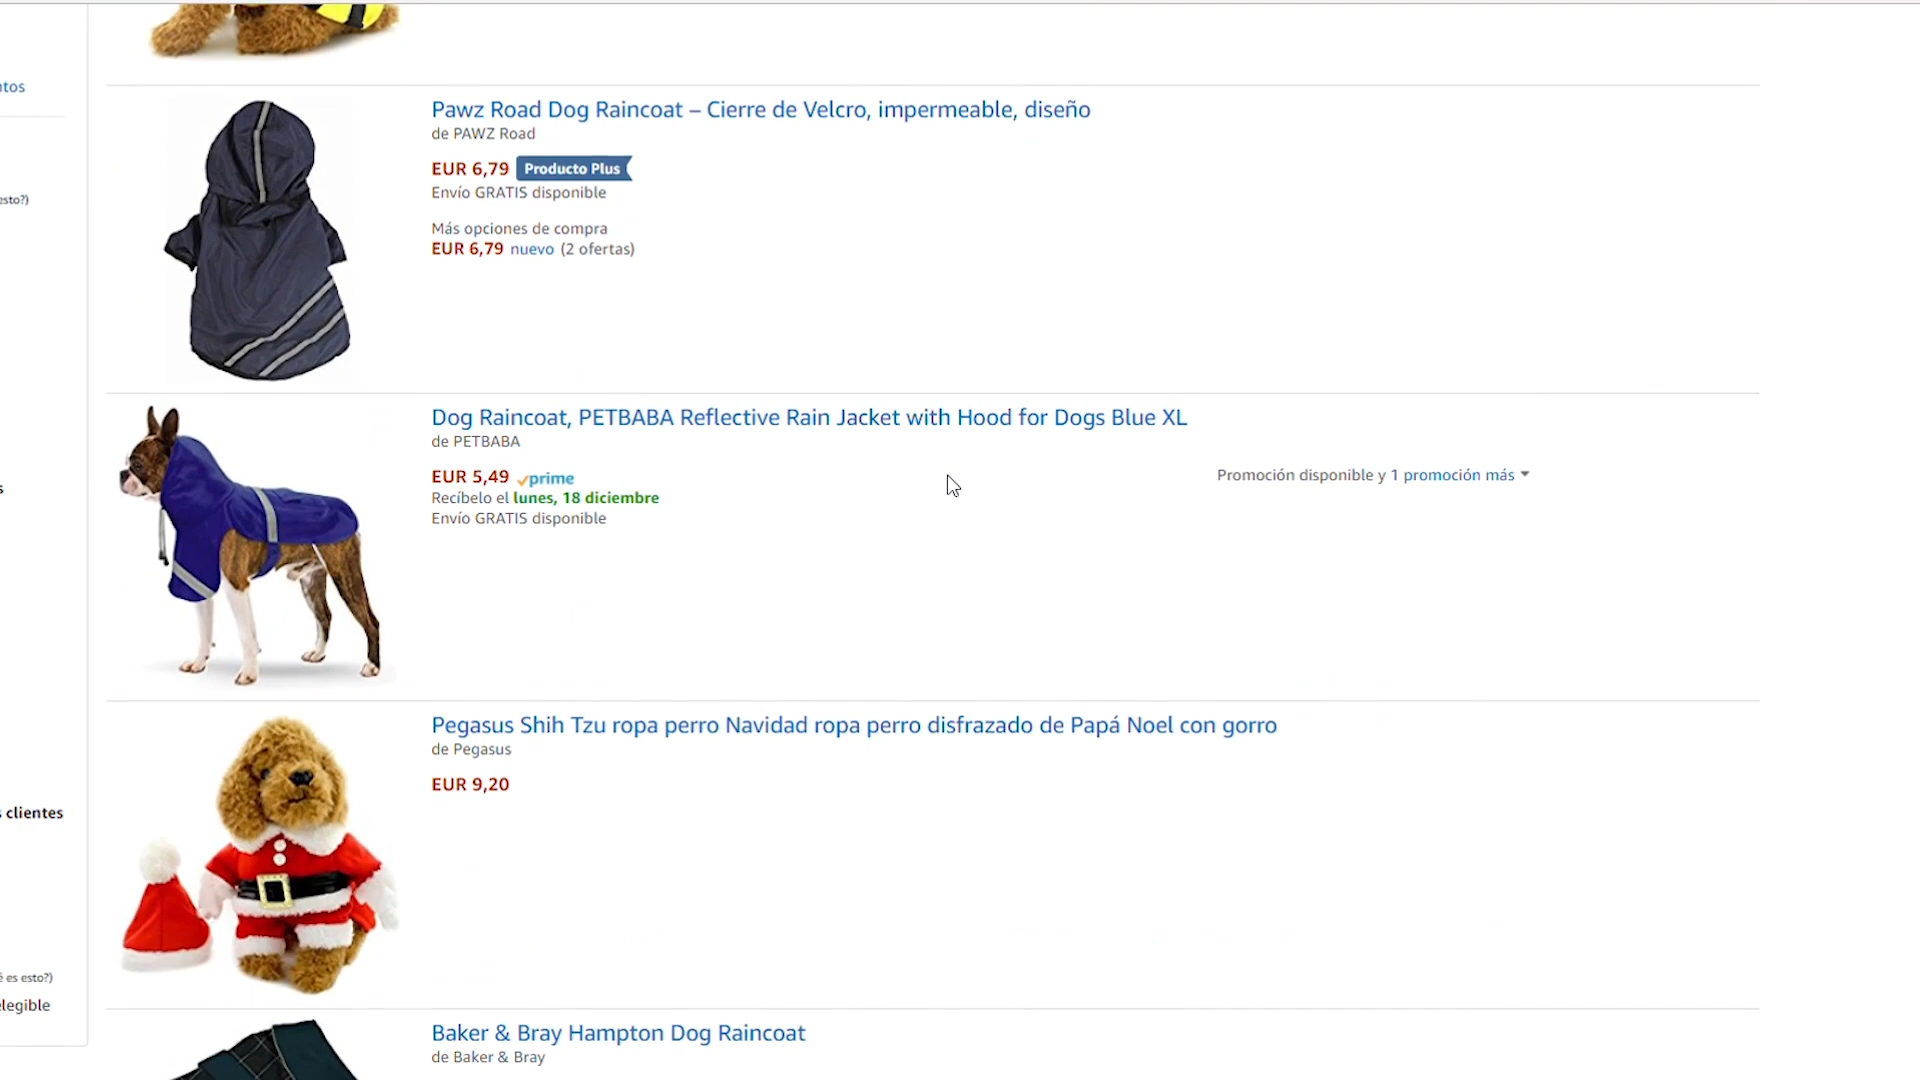 ntos
Pawz Road Dog Raincoat – Cierre de Velcro, impermeable, diseño
de PAWZ Road
EUR 6,79 Producto Plus
Envío GRATIS disponible
esto?)
Más opciones de compra
EUR 6,79 nuevo (2 ofertas)
Dog Raincoat, PETBABA Reflective Rain Jacket with Hood for Dogs Blue XL
de PETBABA
EUR 5,49 prime
Recíbelo el lunes, 18 diciembre
Envío GRATIS disponible
Promoción disponible y 1 promoción más
s
Pegasus Shih Tzu ropa perro Navidad ropa perro disfrazado de Papá Noel con gorro
de Pegasus
EUR 9,20
s clientes
é es esto?)
elegible
Baker & Bray Hampton Dog Raincoat
de Baker & Bray